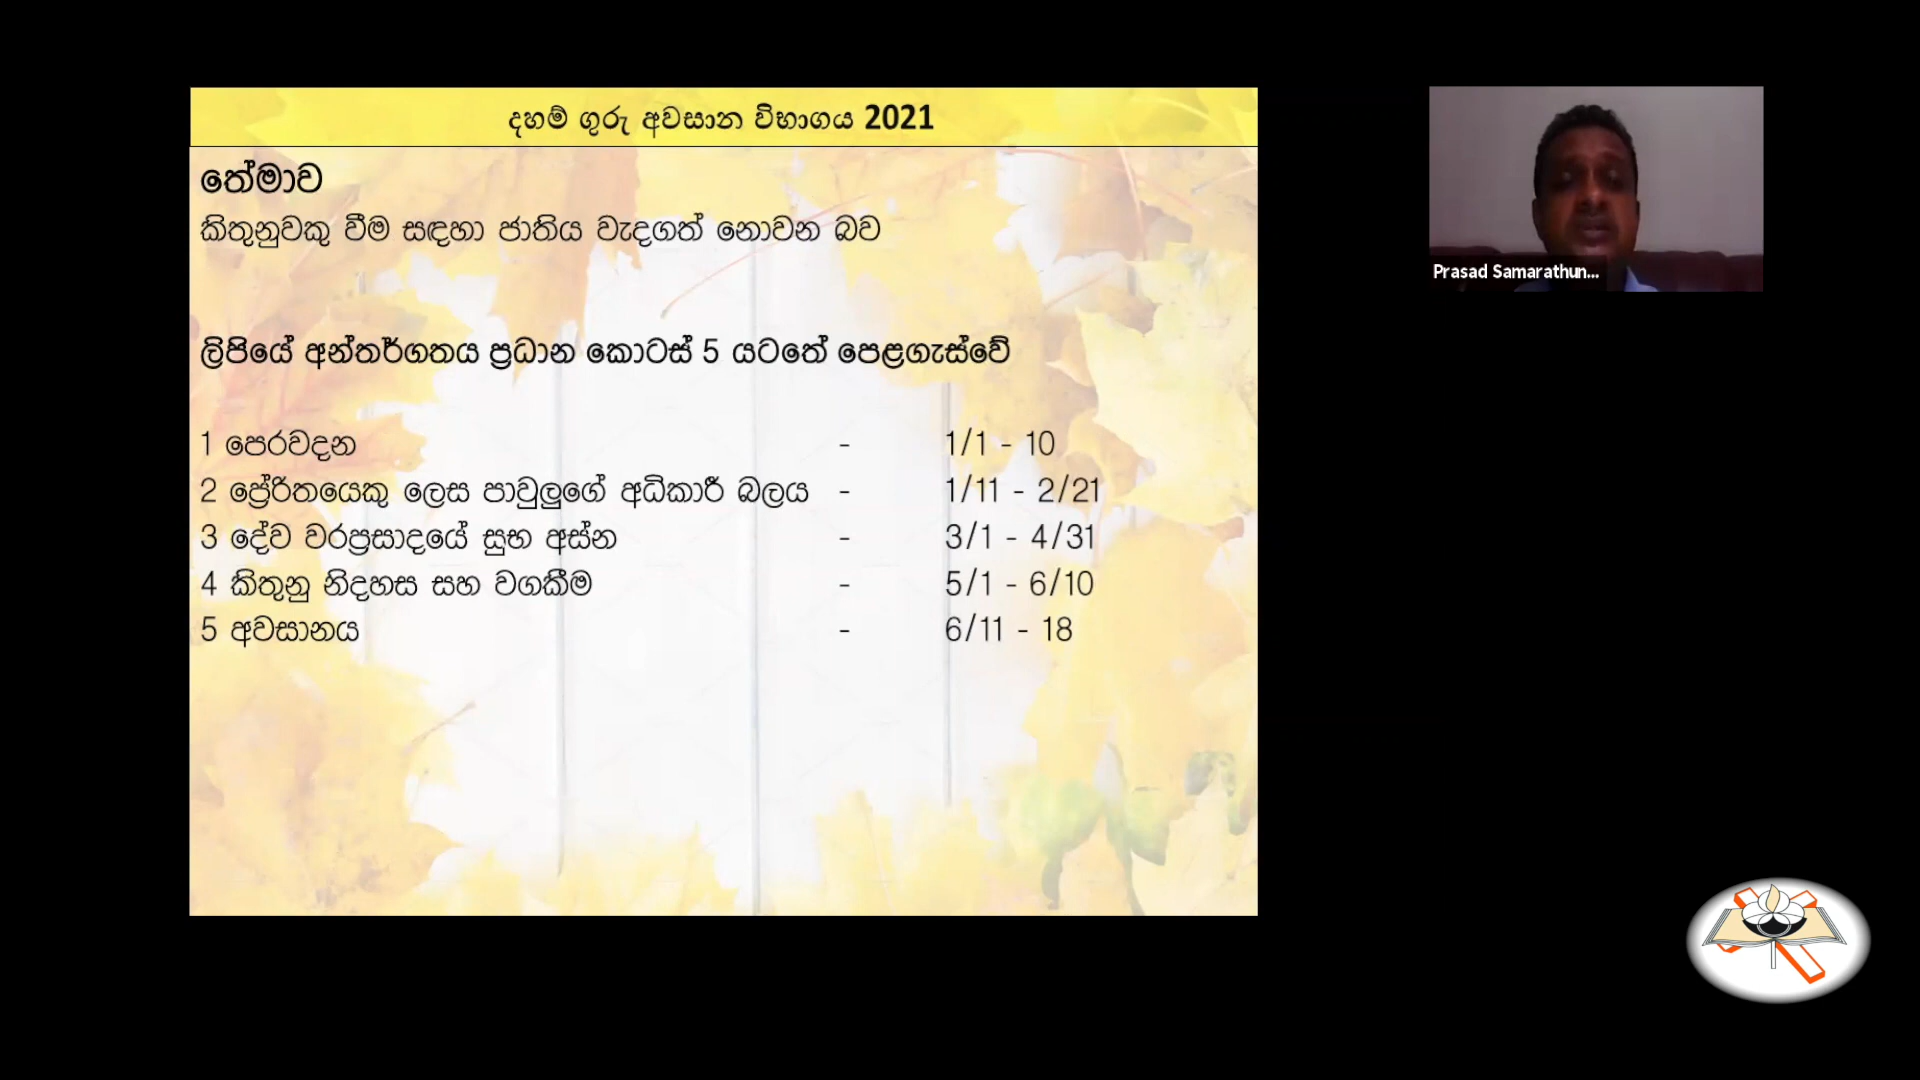 දහම් ගුරු අවසාන විභාගය 2021
තේමාව
කිතුනුවකු වීම සඳහා ජාතිය වැදගත් නොවන බව
ලිපියේ අන්තර්ගතය ප්‍රධාන කොටස් 5 යටතේ පෙළගැස්වේ
1 පෙරවදන - 1/1 - 10
2 ප්‍රේරිතයෙකු ලෙස පාවුලුගේ අධිකාරී බලය - 1/11 - 2/21
3 දේව වරප්‍රසාදයේ සුභ අස්න - 3/1 - 4/31
4 කිතුනු නිදහස සහ වගකීම - 5/1 - 6/10
5 අවසානය - 6/11 - 18
Prasad Samarathun...